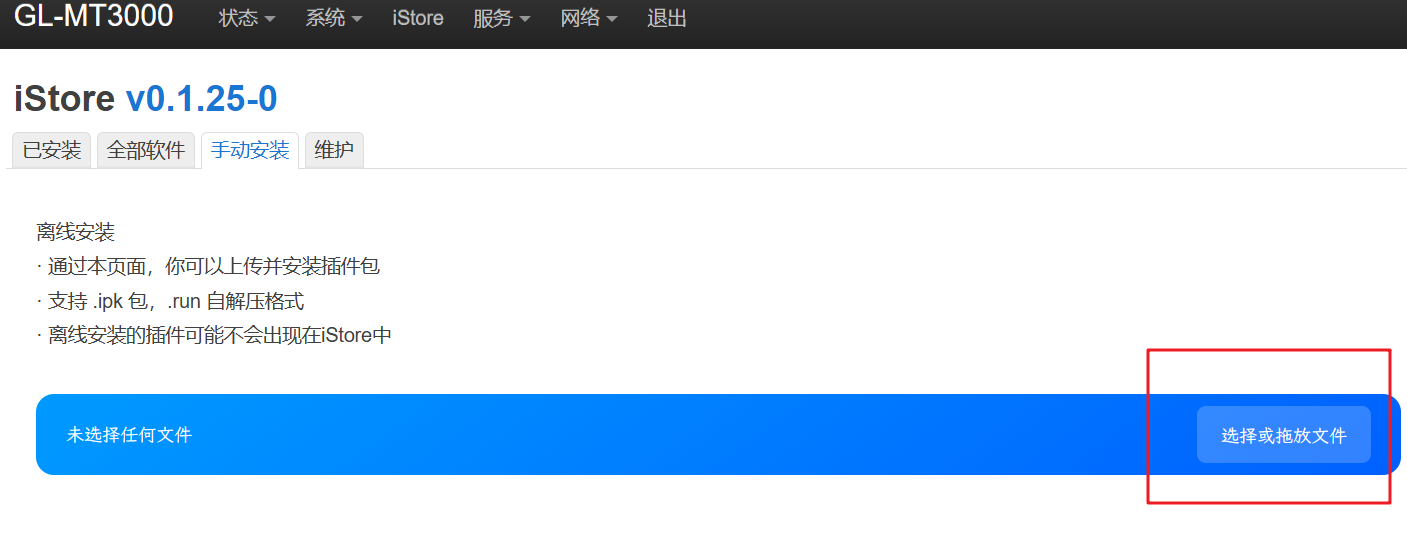 GL-MT3000 状态 系统 iStore 服务 网络 退出
iStore v0.1.25-0
已安装 全部软件 手动安装 维护
离线安装
· 通过本页面，你可以上传并安装插件包
· 支持 .ipk 包，.run 自解压格式
· 离线安装的插件可能不会出现在iStore中
未选择任何文件 选择或拖放文件